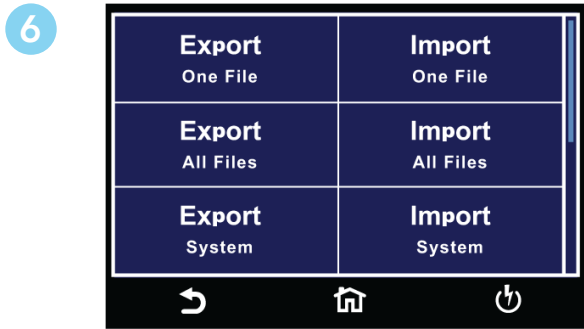 6
Export Import
One File One File
Export Import
All Files All Files
Export Import
System System